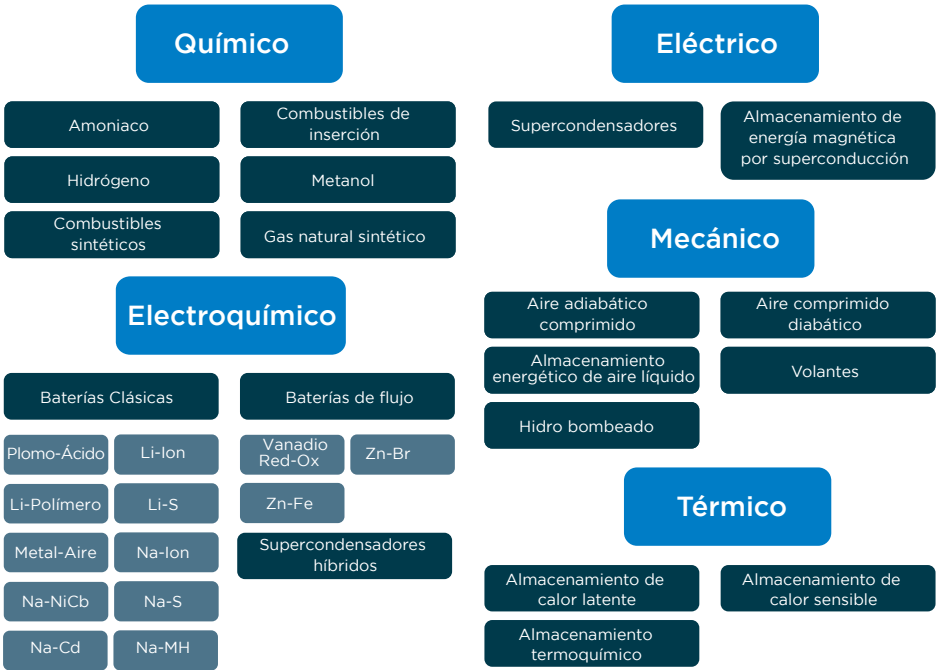 Químico
Amoniaco
Combustibles de
inserción
Hidrógeno
Metanol
Combustibles
sintéticos
Gas natural sintético
Electroquímico
Baterías Clásicas
Baterías de flujo
Plomo-Ácido
Li-Ion
Vanadio
Red-Ox
Zn-Br
Li-Polímero
Li-S
Zn-Fe
Metal-Aire
Na-Ion
Supercondensadores
híbridos
Na-NiCb
Na-S
Na-Cd
Na-MH
Eléctrico
Supercondensadores
Almacenamiento de
energía magnética
por superconducción
Mecánico
Aire adiabático
comprimido
Aire comprimido
diabático
Almacenamiento
energético de aire líquido
Volantes
Hidro bombeado
Térmico
Almacenamiento de
calor latente
Almacenamiento de
calor sensible
Almacenamiento
termoquímico